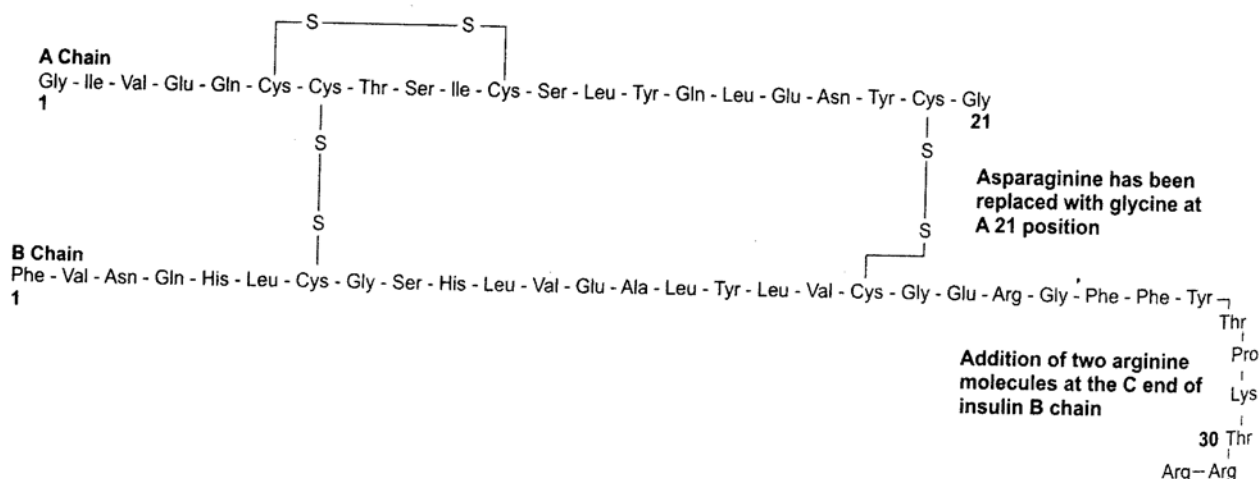 S S
A Chain
Gly - Ile - Val - Glu - Gln - Cys - Cys - Thr - Ser - Ile - Cys - Ser - Leu - Tyr - Gln - Leu - Glu - Asn - Tyr - Cys - Gly
1 21
S S
Asparaginine has been
replaced with glycine at
A 21 position
S S
B Chain
Phe - Val - Asn - Gln - His - Leu - Cys - Gly - Ser - His - Leu - Val - Glu - Ala - Leu - Tyr - Leu - Val - Cys - Gly - Glu - Arg - Gly - Phe - Phe - Tyr
1
Thr
Pro
Lys
30 Thr
Arg - Arg
Addition of two arginine
molecules at the C end of
insulin B chain